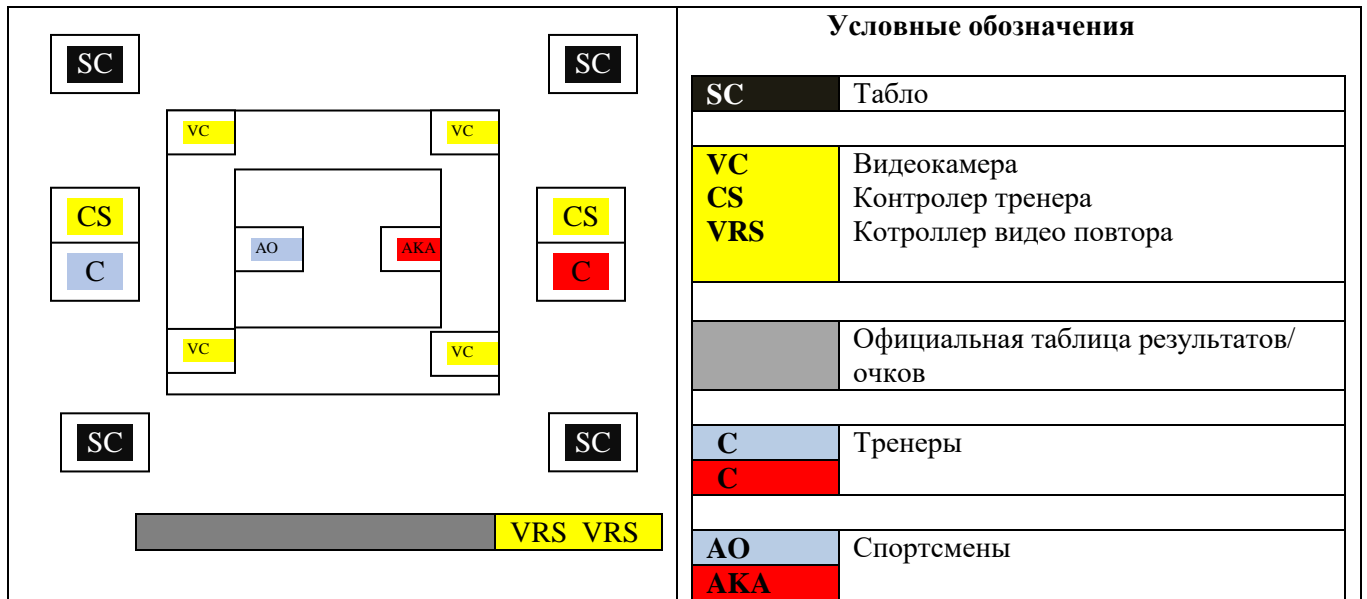 SC SC
VC VC
CS CS
AO AKA
C C
VC VC
SC SC
VRS VRS
Условные обозначения
SC Табло
VC Видеокамера
CS Контролер тренера
VRS Котроллер видео повтора
Официальная таблица результатов/
очков
C Тренеры
C
AO Спортсмены
AKA